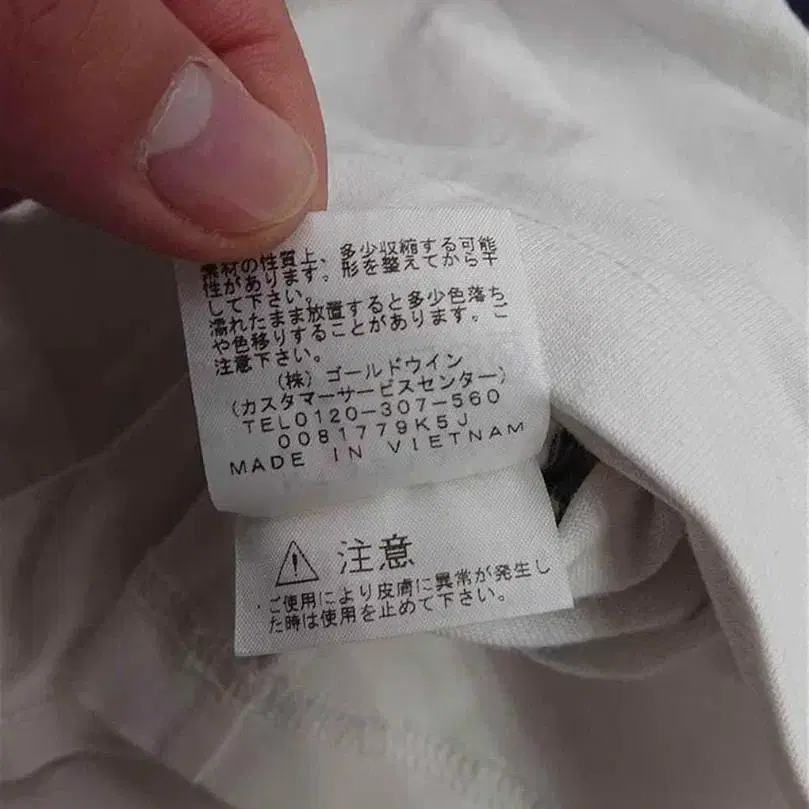 素材の性質上、多少収縮する可能
性があります。形を整えてから干
して下さい。
濡れたまま放置すると多少色落ち
や色移りすることがあります。ご
注意下さい。
(株)ゴールドウイン
(カスタマーサービスセンター)
TEL0120-307-560
0081779K5J
MADE IN VIETNAM
注意
ご使用により皮膚に異常が発生し
た時は使用を止めて下さい。